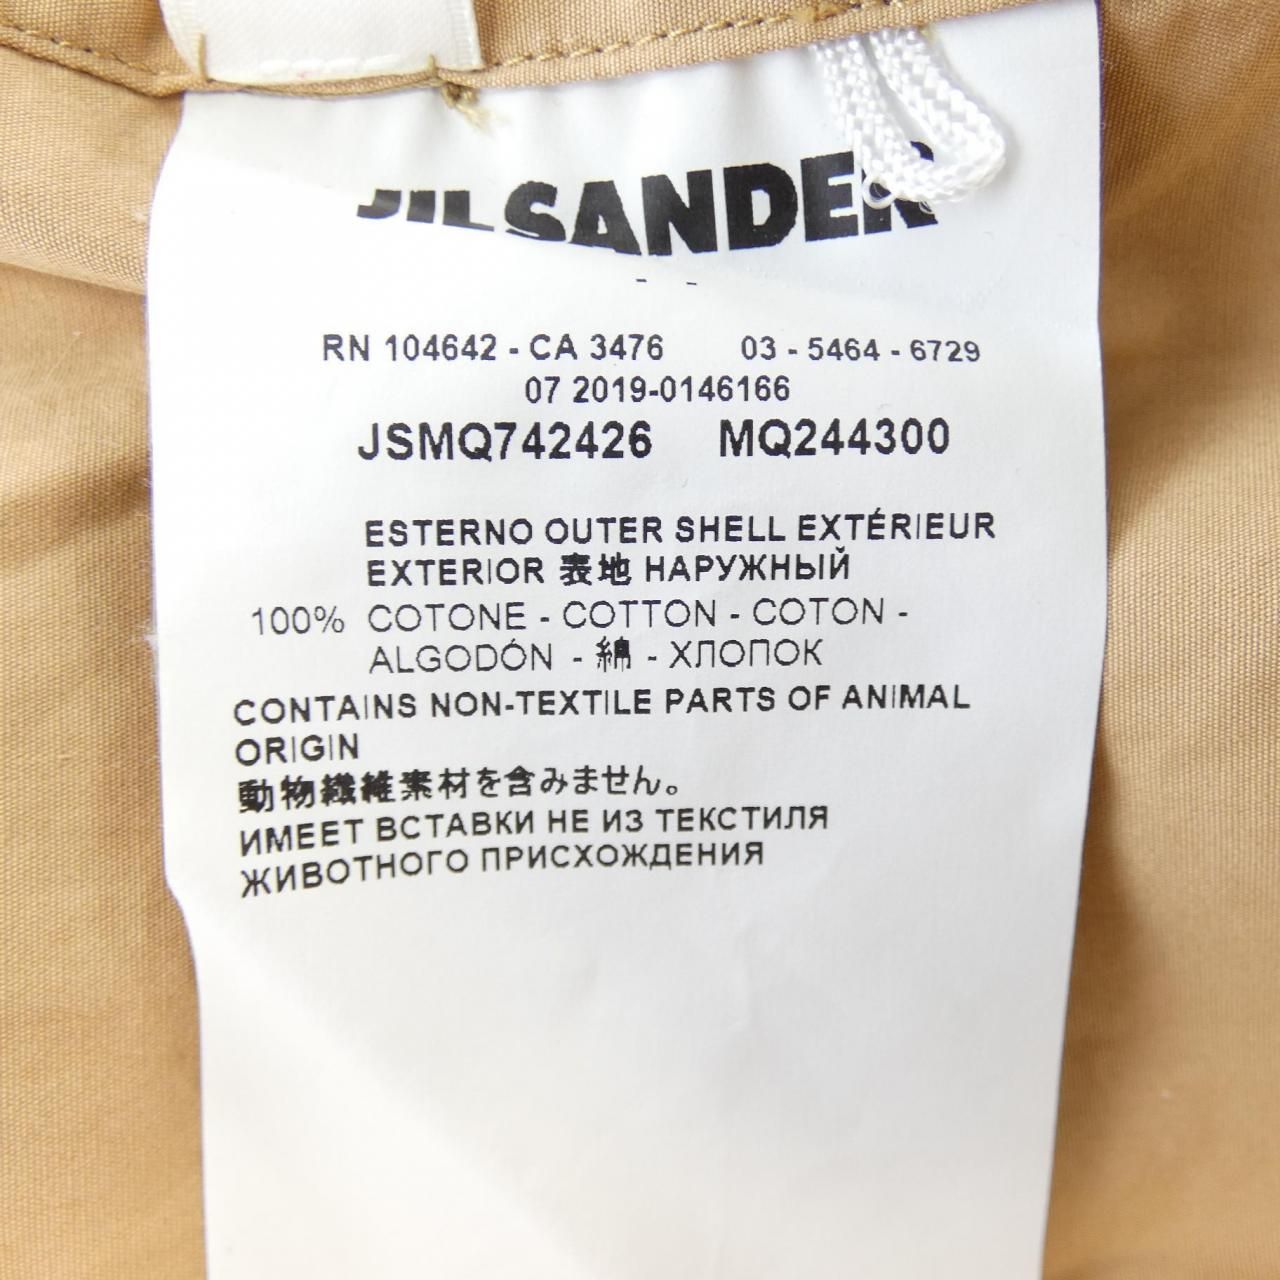 JIL SANDER
RN 104642 - CA 3476 03 - 5464 - 6729
07 2019-0146166
JSMQ742426 MQ244300
ESTERNO OUTER SHELL EXTÉRIEUR
EXTERIOR 表地 НАРУЖНЫЙ
100% COTONE - COTTON - COTON -
ALGODÓN - 綿 - ХЛОПОК
CONTAINS NON-TEXTILE PARTS OF ANIMAL
ORIGIN
動物繊維素材を含みません。
ИМЕЕТ ВСТАВКИ НЕ ИЗ ТЕКСТИЛЯ
ЖИВОТНОГО ПРИСХОЖДЕНИЯ